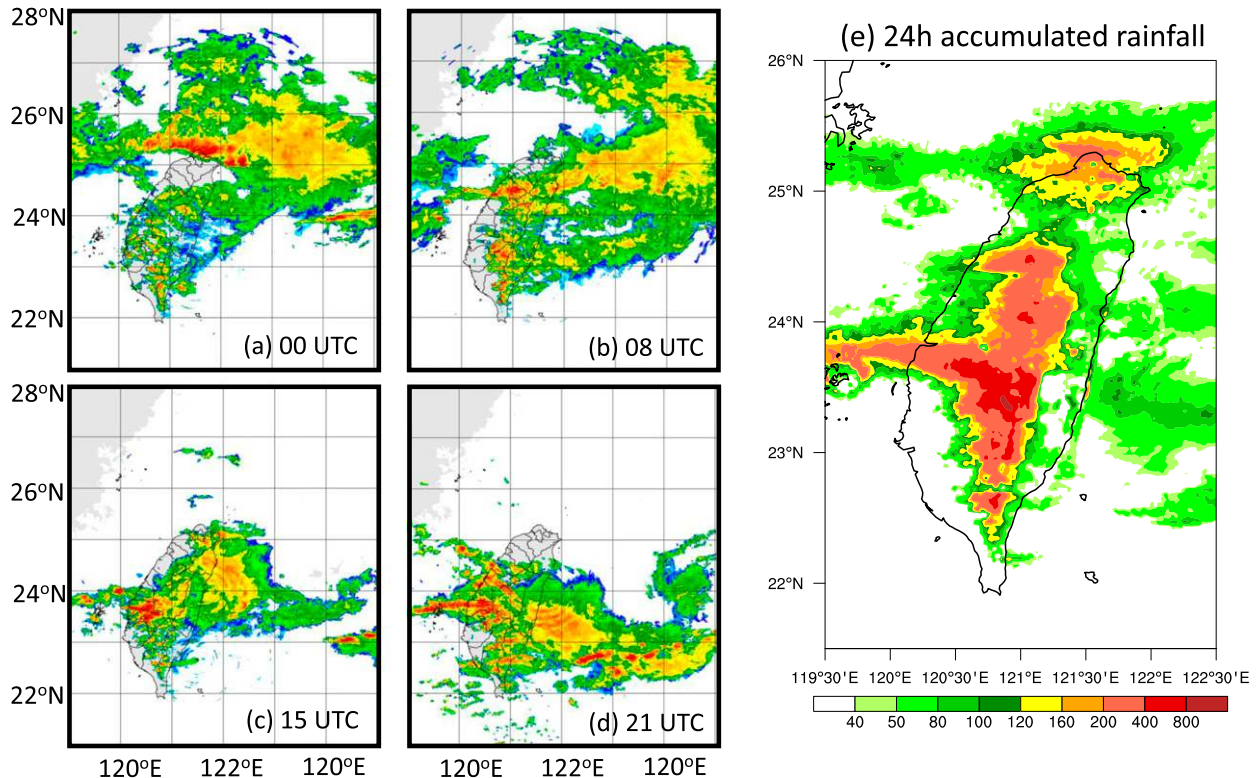 28°N
26°N
24°N
22°N
(a) 00 UTC
(b) 08 UTC
28°N
26°N
24°N
22°N
(c) 15 UTC
(d) 21 UTC
120°E 122°E 120°E 120°E 122°E 120°E
(e) 24h accumulated rainfall
26°N
25°N
24°N
23°N
22°N
119°30'E 120°E 120°30'E 121°E 121°30'E 122°E 122°30'E
40 50 80 100 120 160 200 400 800